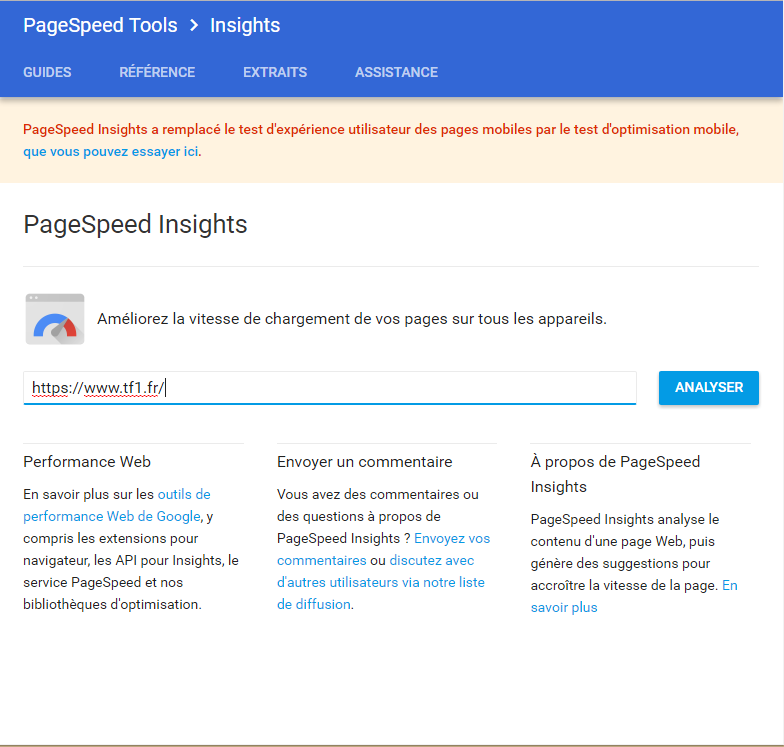 PageSpeed Tools > Insights
GUIDES RÉFÉRENCE EXTRAITS ASSISTANCE
PageSpeed Insights a remplacé le test d'expérience utilisateur des pages mobiles par le test d'optimisation mobile,
que vous pouvez essayer ici.
PageSpeed Insights
Améliorez la vitesse de chargement de vos pages sur tous les appareils.
https://www.tf1.fr/
ANALYSER
Performance Web
En savoir plus sur les outils de
performance Web de Google, y
compris les extensions pour
navigateur, les API pour Insights, le
service PageSpeed et nos
bibliothèques d'optimisation.
Envoyer un commentaire
Vous avez des commentaires ou
des questions à propos de
PageSpeed Insights ? Envoyez vos
commentaires ou discutez avec
d'autres utilisateurs via notre liste
de diffusion.
À propos de PageSpeed
Insights
PageSpeed Insights analyse le
contenu d'une page Web, puis
génère des suggestions pour
accroître la vitesse de la page. En
savoir plus